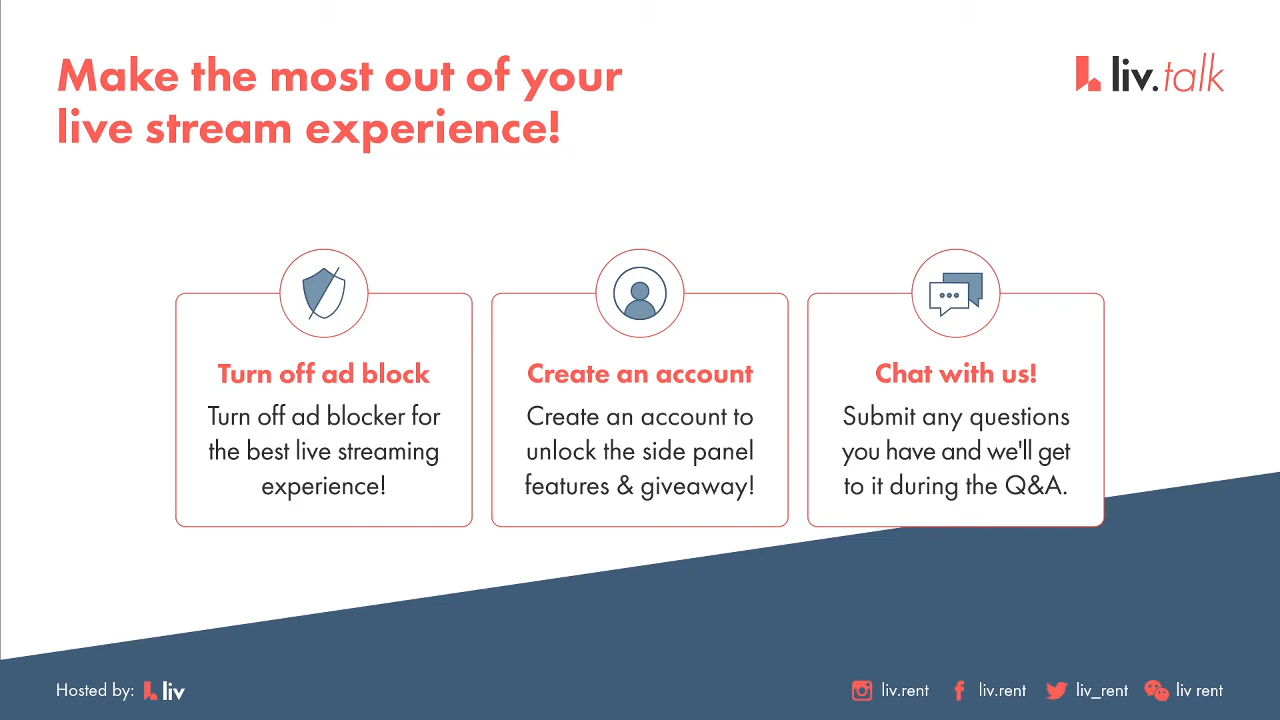 Make the most out of your
live stream experience!
liv.talk
Turn off ad block
Turn off ad blocker for
the best live streaming
experience!
Create an account
Create an account to
unlock the side panel
features & giveaway!
Chat with us!
Submit any questions
you have and we'll get
to it during the Q&A.
Hosted by: liv
liv.rent liv.rent liv_rent liv rent